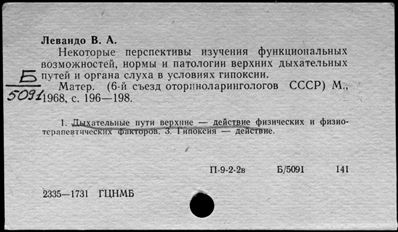 Левандо В. А.
Некоторые перспективы изучения функциональных
возможностей, нормы и патологии верхних дыхательных
путей и органа слуха в условиях гипоксии.
Б
5091
Матер. (6-й съезд оториноларингологов СССР) М.,
1968, с. 196—198.
1. Дыхательные пути верхние — действие физических и физио-
терапевтических факторов. 3. Гипоксия — действие.
П-9-2-2в Б/5091 141
2335—1731 ГЦНМБ